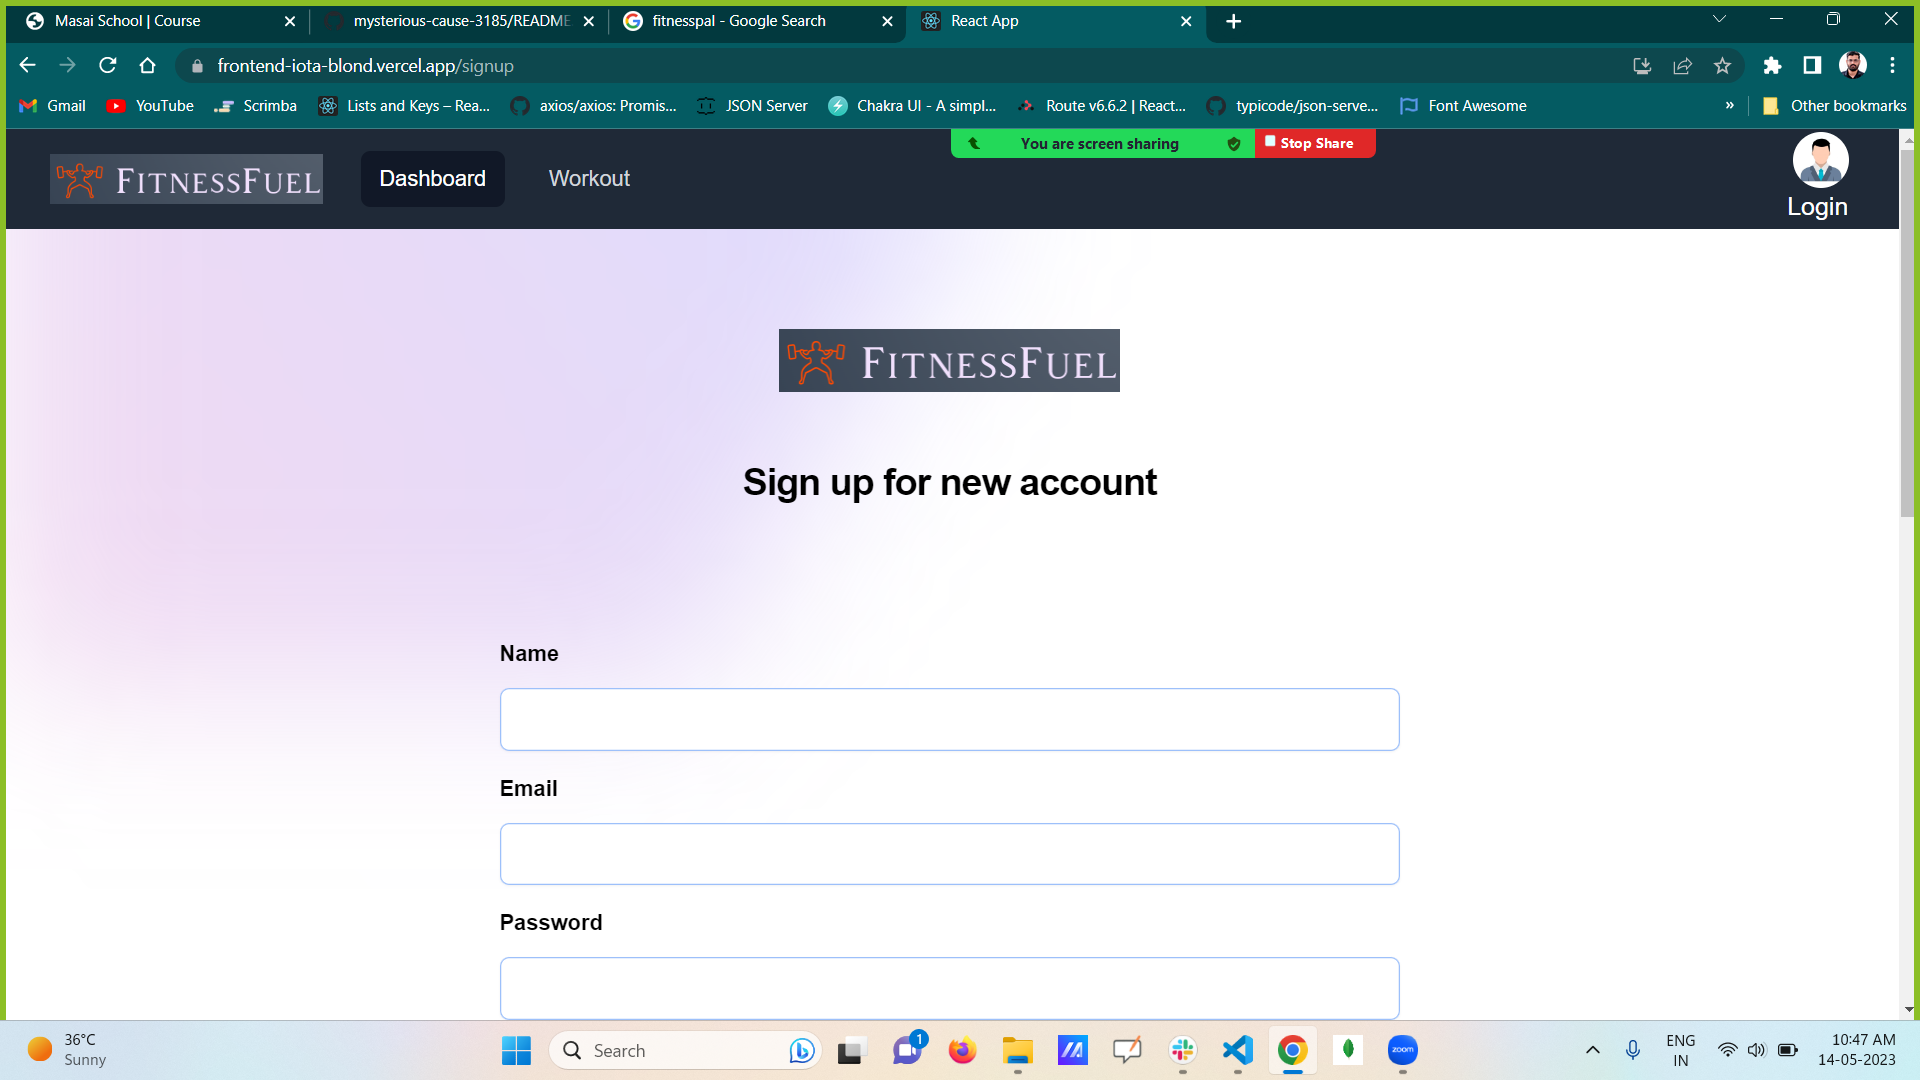 Masai School | Course
mysterious-cause-3185/README
fitnesspal - Google Search
React App
frontend-iota-blond.vercel.app/signup
Gmail
YouTube
Scrimba
Lists and Keys – Rea...
axios/axios: Promis...
JSON Server
Chakra UI - A simpl...
Route v6.6.2 | React...
typicode/json-serve...
Font Awesome
»
Other bookmarks
You are screen sharing
Stop Share
FITNESSFUEL
Dashboard
Workout
Login
FITNESSFUEL
Sign up for new account
Name
Email
Password
36°C
Sunny
Search
1
zoom
ENG
IN
10:47 AM
14-05-2023